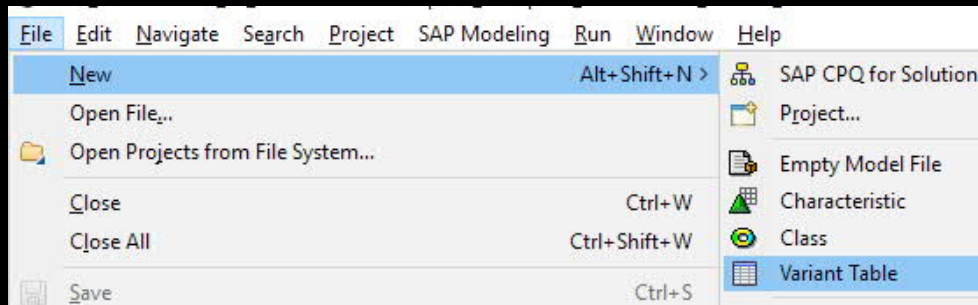 File Edit Navigate Search Project SAP Modeling Run Window Help
New Alt+Shift+N > SAP CPQ for Solution
Open File... Project...
Open Projects from File System... Empty Model File
Close Ctrl+W Characteristic
Close All Ctrl+Shift+W Class
Variant Table
Save Ctrl+S